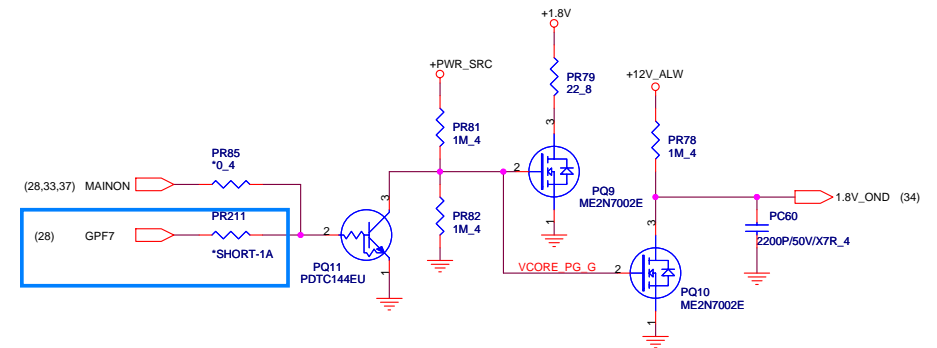 +1.8V
+PWR_SRC
PR79
22_8
+12V_ALW
3
PR81
1M_4
PR78
1M_4
PR85
*0_4
2
PQ9
ME2N7002E
(28,33,37) MAINON
3
PR82
1M_4
1
3
1.8V_OND (34)
PC60
2200P/50V/X7R_4
PR211
(28) GPF7
*SHORT-1A
2
PQ11
PDTC144EU
1
VCORE_PG_G
2
PQ10
ME2N7002E
1